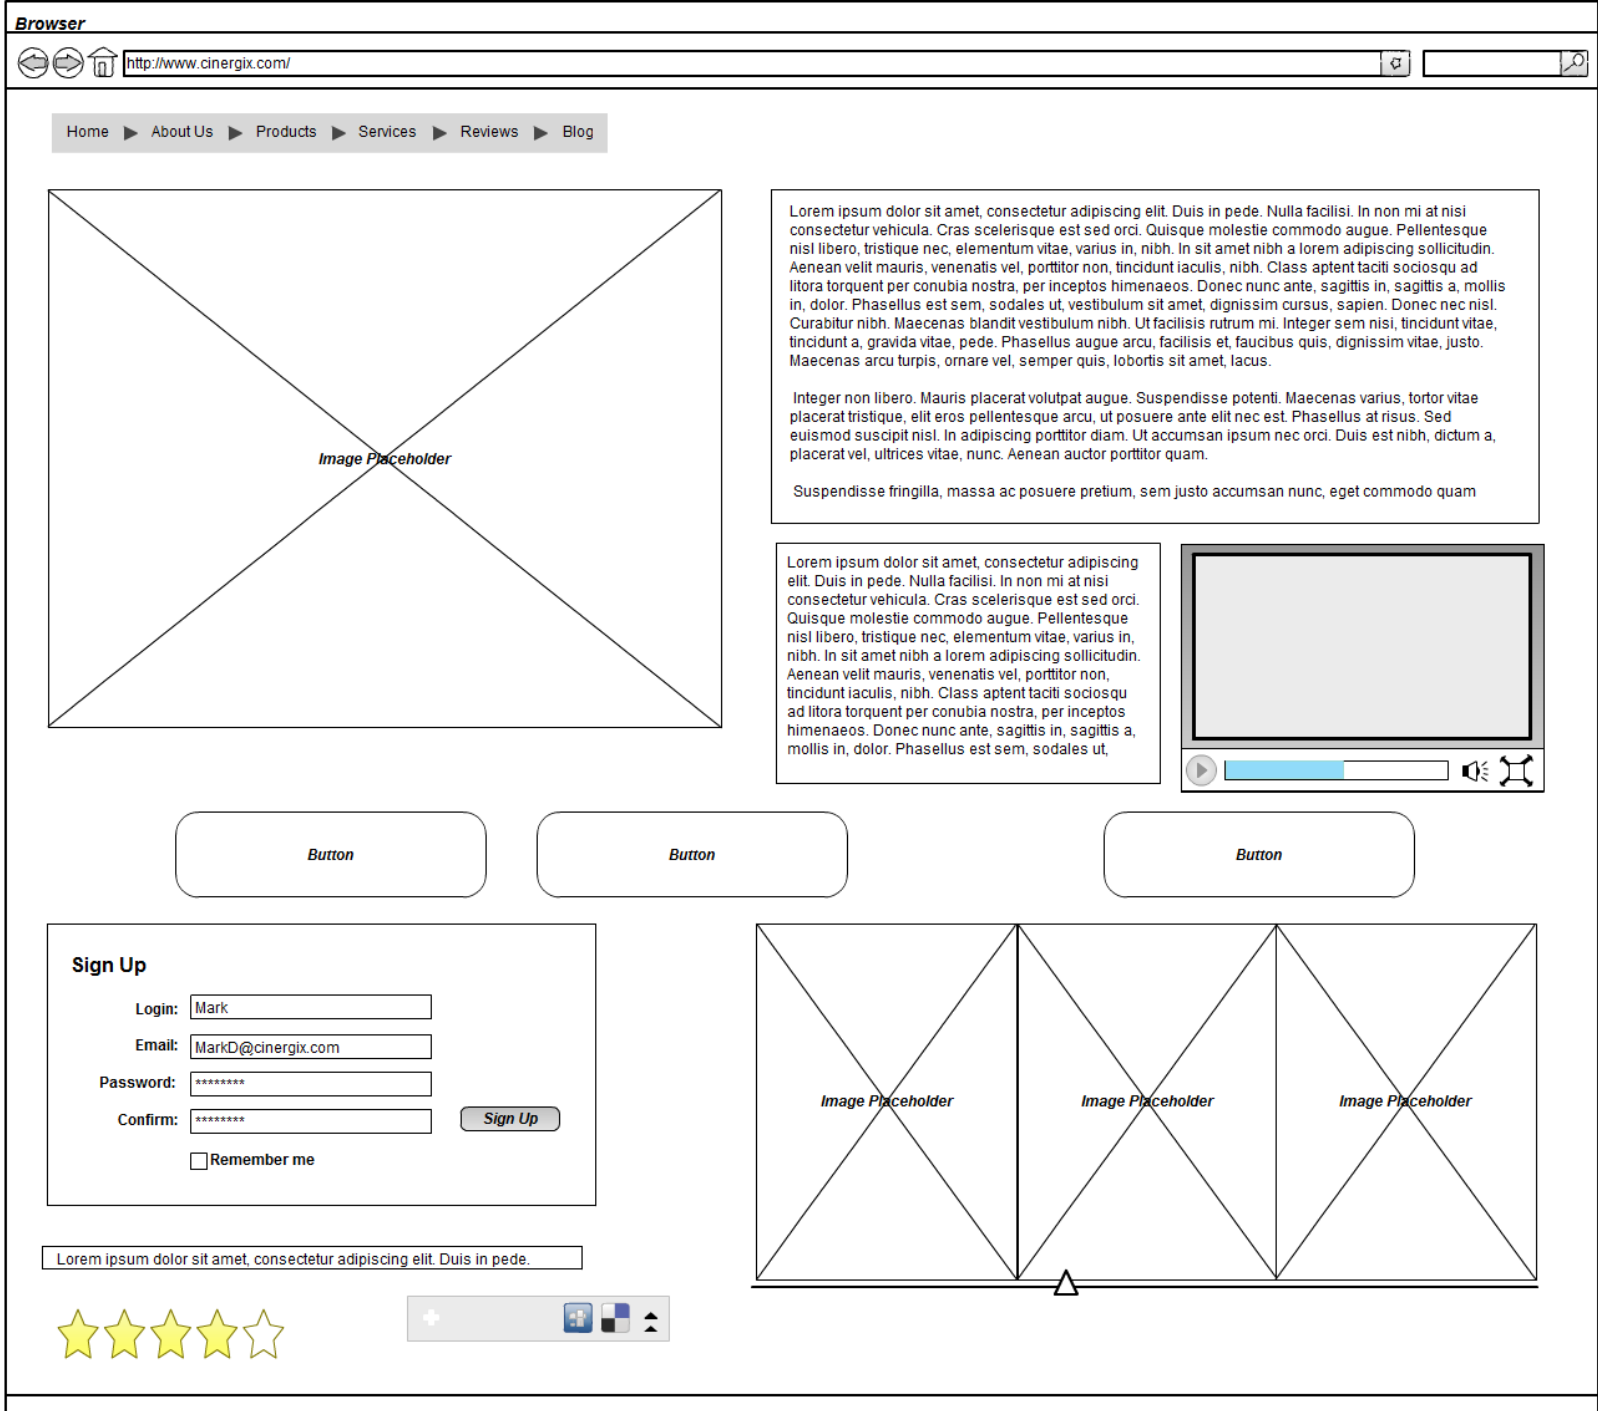 Browser
http://www.cinergix.com/
Home About Us Products Services Reviews Blog
Image Placeholder
Lorem ipsum dolor sit amet, consectetur adipiscing elit. Duis in pede. Nulla facilisi. In non mi at nisi
consectetur vehicula. Cras scelerisque est sed orci. Quisque molestie commodo augue. Pellentesque
nisl libero, tristique nec, elementum vitae, varius in, nibh. In sit amet nibh a lorem adipiscing sollicitudin.
Aenean velit mauris, venenatis vel, porttitor non, tincidunt iaculis, nibh. Class aptent taciti sociosqu ad
litora torquent per conubia nostra, per inceptos himenaeos. Donec nunc ante, sagittis in, sagittis a, mollis
in, dolor. Phasellus est sem, sodales ut, vestibulum sit amet, dignissim cursus, sapien. Donec nec nisl.
Curabitur nibh. Maecenas blandit vestibulum nibh. Ut facilisis rutrum mi. Integer sem nisi, tincidunt vitae,
tincidunt a, gravida vitae, pede. Phasellus augue arcu, facilisis et, faucibus quis, dignissim vitae, justo.
Maecenas arcu turpis, ornare vel, semper quis, lobortis sit amet, lacus.
Integer non libero. Mauris placerat volutpat augue. Suspendisse potenti. Maecenas varius, tortor vitae
placerat tristique, elit eros pellentesque arcu, ut posuere ante elit nec est. Phasellus at risus. Sed
euismod suscipit nisl. In adipiscing porttitor diam. Ut accumsan ipsum nec orci. Duis est nibh, dictum a,
placerat vel, ultrices vitae, nunc. Aenean auctor porttitor quam.
Suspendisse fringilla, massa ac posuere pretium, sem justo accumsan nunc, eget commodo quam
Lorem ipsum dolor sit amet, consectetur adipiscing
elit. Duis in pede. Nulla facilisi. In non mi at nisi
consectetur vehicula. Cras scelerisque est sed orci.
Quisque molestie commodo augue. Pellentesque
nisl libero, tristique nec, elementum vitae, varius in,
nibh. In sit amet nibh a lorem adipiscing sollicitudin.
Aenean velit mauris, venenatis vel, porttitor non,
tincidunt iaculis, nibh. Class aptent taciti sociosqu
ad litora torquent per conubia nostra, per inceptos
himenaeos. Donec nunc ante, sagittis in, sagittis a,
mollis in, dolor. Phasellus est sem, sodales ut,
Button
Button
Button
Sign Up
Login: Mark
Email: MarkD@cinergix.com
Password: ********
Confirm: ********
Sign Up
Remember me
Image Placeholder
Image Placeholder
Image Placeholder
Lorem ipsum dolor sit amet, consectetur adipiscing elit. Duis in pede.